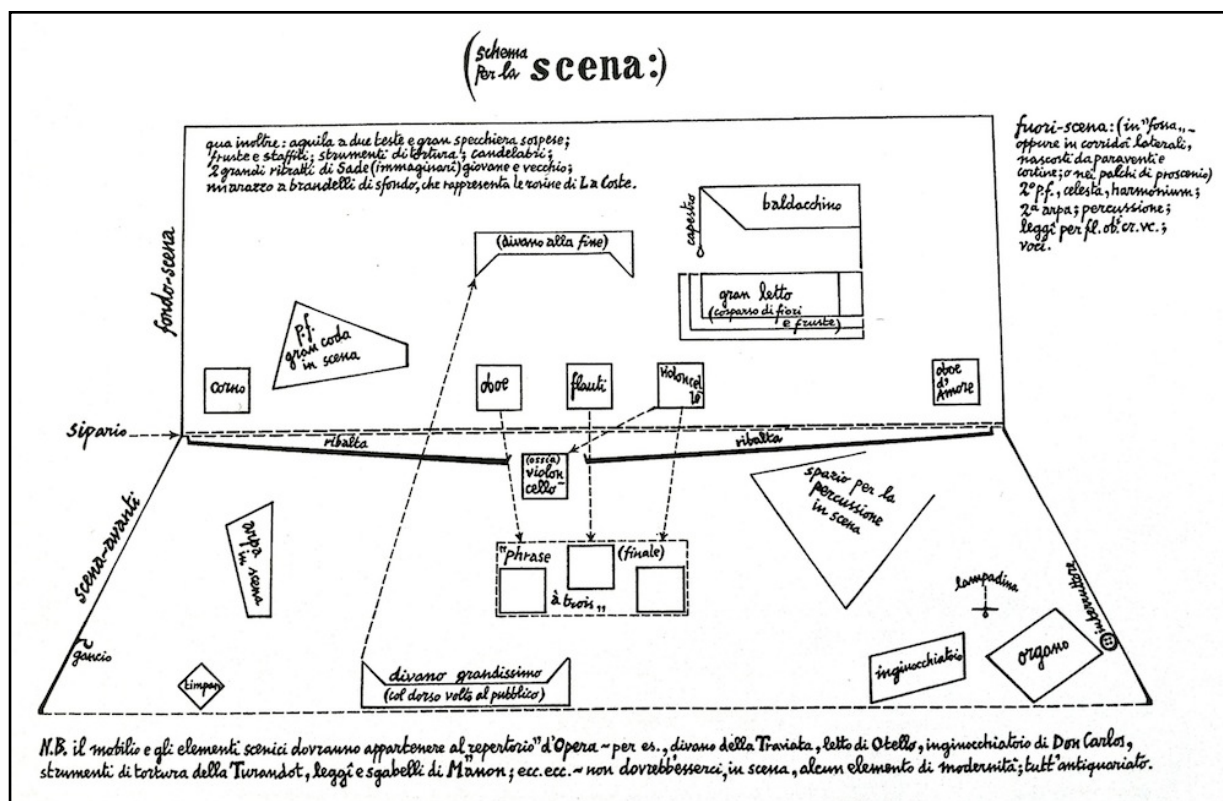 (schema
per la scena:)
qua inoltre: aquila a due teste e gran specchiera sospese;
fruste e staffili; strumenti di tortura; candelabri;
2 grandi ritratti di Sade (immaginari) giovane e vecchio;
a brandelli di sfondo, che rappresenta le rovine di La Coste.
fuori-scena: (in "fossa"-
oppure in corridoi laterali,
nascosti da paraventi e
cortine; o nei palchi di proscenio)
2º p.f., celesta, harmonium;
2ª arpa; percussione;
leggi per fl. ob. cr. vc.;
voci.
fondo-scena
capestro
baldacchino
(divano alla fine)
gran letto
(cosparso di fiori
e fruste)
p.f.
gran coda
in scena
corno
oboe
flauti
violoncel
lo
oboe
d'Amore
sipario
ribalta
ribalta
(ossia)
violon
cello
scena-avanti
arpa
in scena
spazio per la
percussione
in scena
"phrase
(finale)
à trois"
lampadina
interruttore
gancio
timpani
divano grandissimo
(col dorso volto al pubblico)
inginocchiatoio
organo
N.B. il mobilio e gli elementi scenici dovranno appartenere al repertorio "d'Opera ~ per es., divano della Traviata, letto di Otello, inginocchiatoio di Don Carlos,
strumenti di tortura della Turandot, leggi e sgabelli di Manon; ecc. ecc. ~ non dovrebb'esserci, in scena, alcun elemento di modernità; tutt'antiquariato.